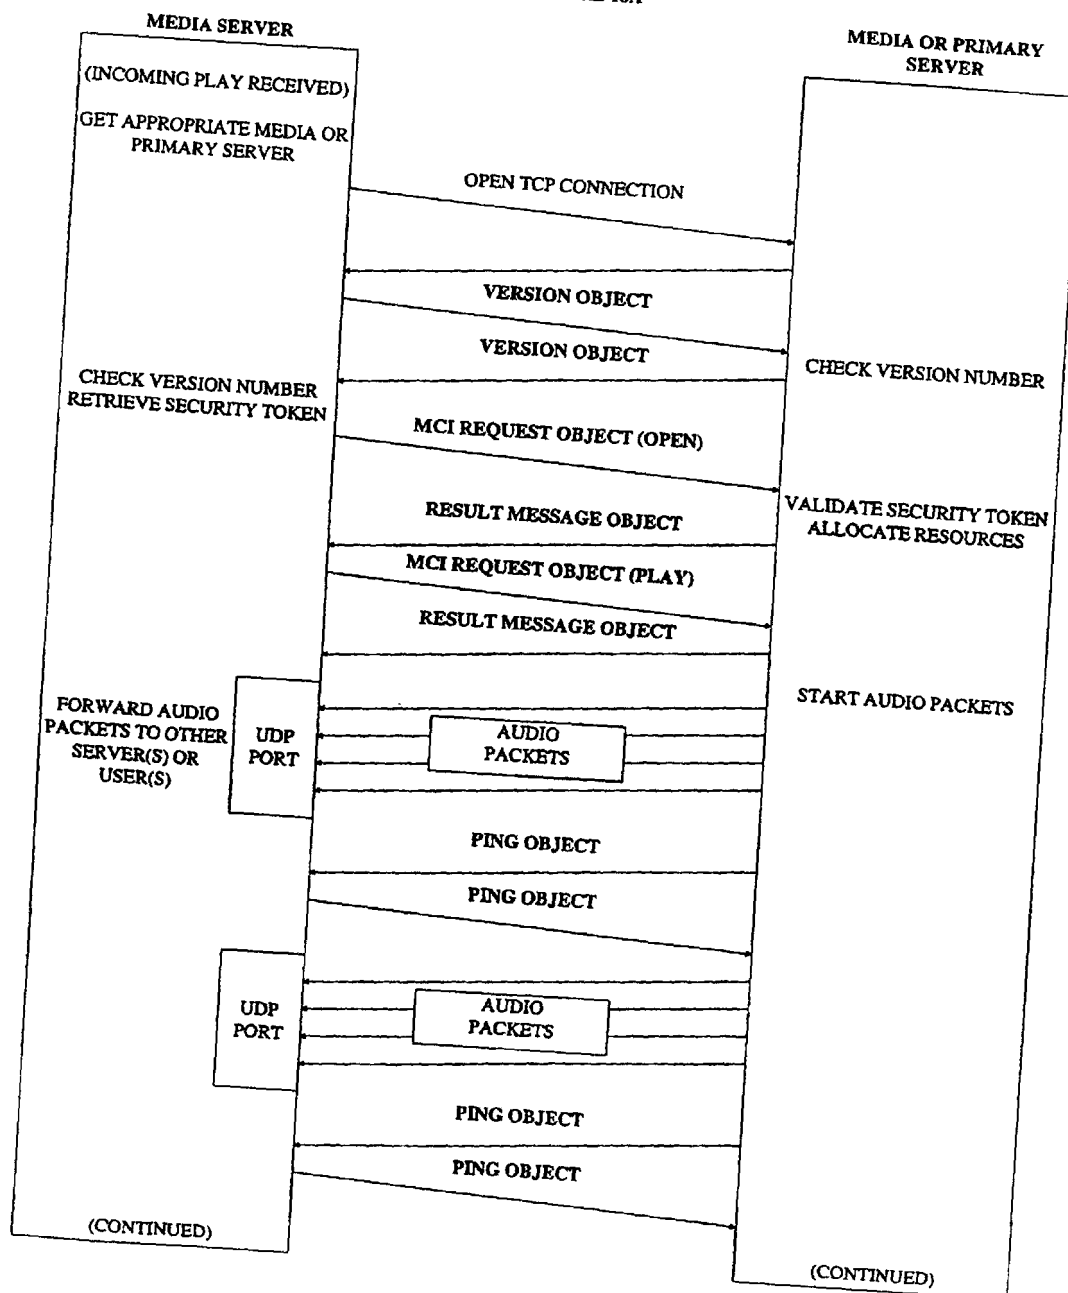 MEDIA SERVER
MEDIA OR PRIMARY
SERVER
(INCOMING PLAY RECEIVED)
GET APPROPRIATE MEDIA OR
PRIMARY SERVER
OPEN TCP CONNECTION
VERSION OBJECT
VERSION OBJECT
CHECK VERSION NUMBER
CHECK VERSION NUMBER
RETRIEVE SECURITY TOKEN
MCI REQUEST OBJECT (OPEN)
VALIDATE SECURITY TOKEN
ALLOCATE RESOURCES
RESULT MESSAGE OBJECT
MCI REQUEST OBJECT (PLAY)
RESULT MESSAGE OBJECT
START AUDIO PACKETS
FORWARD AUDIO
PACKETS TO OTHER
SERVER(S) OR
USER(S)
UDP
PORT
AUDIO
PACKETS
PING OBJECT
PING OBJECT
UDP
PORT
AUDIO
PACKETS
PING OBJECT
PING OBJECT
(CONTINUED)
(CONTINUED)